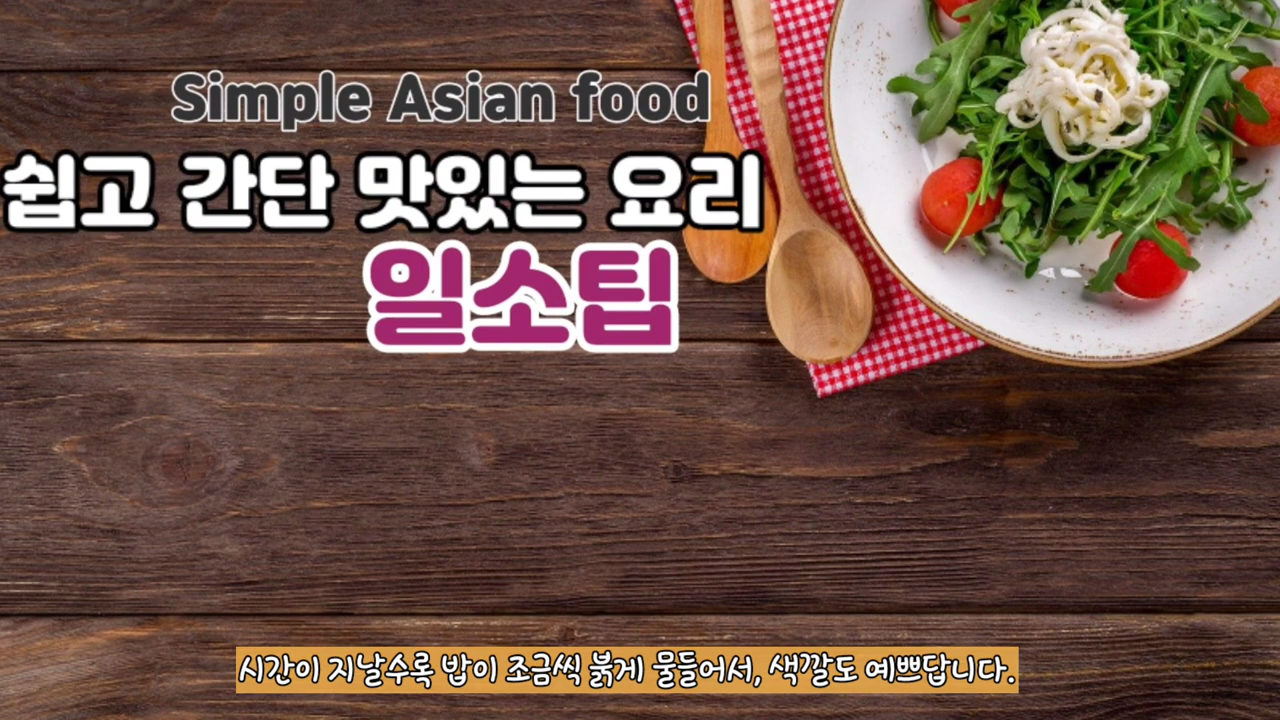 Simple Asian food
쉽고 간단 맛있는 요리
일소팁
시간이 지날수록 밥이 조금씩 붉게 물들어서, 색깔도 예쁘답니다.